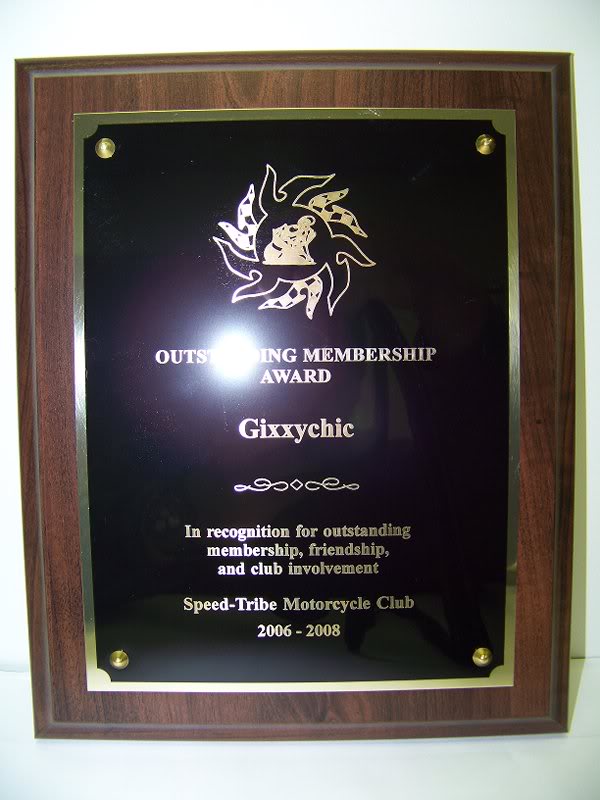 OUTSTANDING MEMBERSHIP
AWARD
Gixxychic
In recognition for outstanding
membership, friendship,
and club involvement
Speed-Tribe Motorcycle Club
2006 - 2008